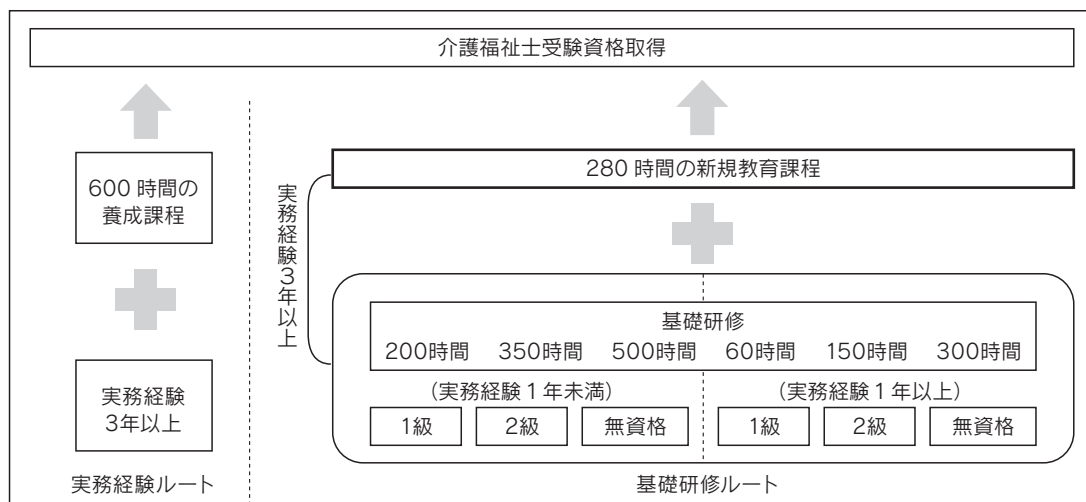 介護福祉士受験資格取得
600 時間の
養成課程
実務経験
3年以上
実務経験ルート
実務経験3年以上
280 時間の新規教育課程
基礎研修
200時間 350時間 500時間 60時間 150時間 300時間
(実務経験1年未満) (実務経験1年以上)
1級 2級 無資格 1級 2級 無資格
基礎研修ルート